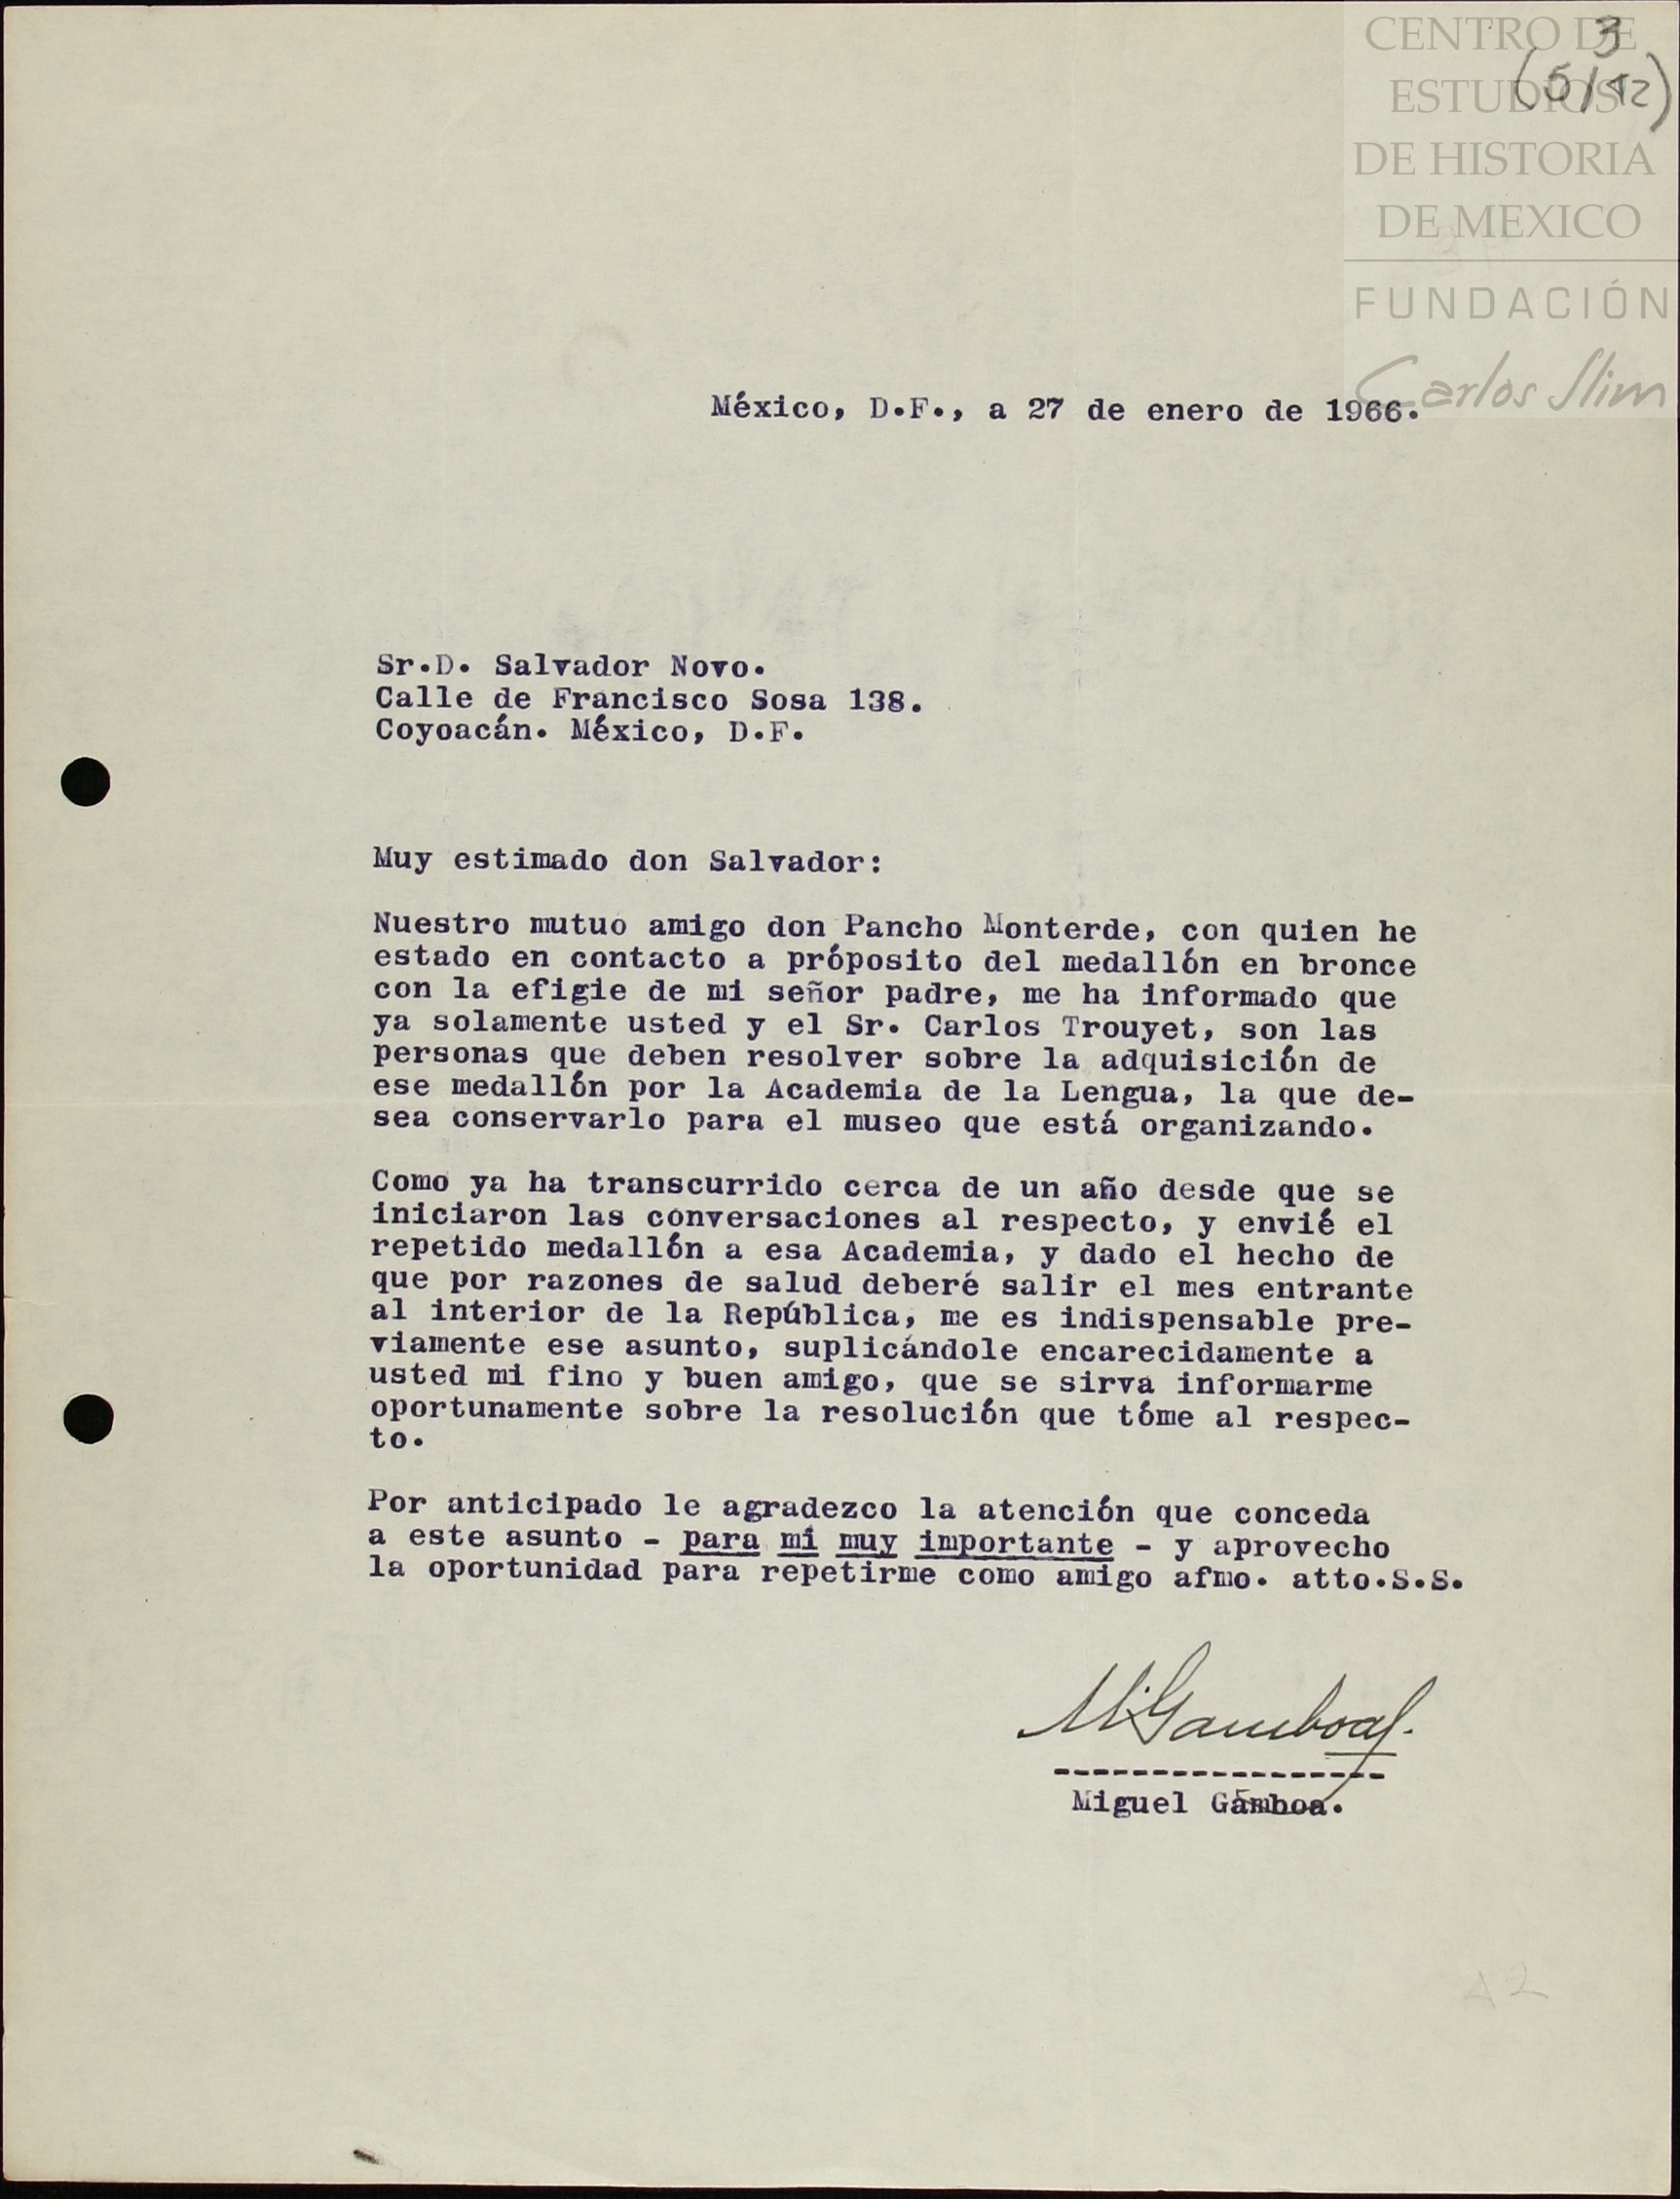 CENTRO DE
ESTUDIOS
DE HISTORIA
DE MEXICO
FUNDACIÓN
Carlos Slim
3
(5/12)
México, D.F., a 27 de enero de 1966.
Sr.D. Salvador Novo.
Calle de Francisco Sosa 138.
Coyoacán. México, D.F.
Muy estimado don Salvador:
Nuestro mutuo amigo don Pancho Monterde, con quien he
estado en contacto a próposito del medallón en bronce
con la efigie de mi señor padre, me ha informado que
ya solamente usted y el Sr. Carlos Trouyet, son las
personas que deben resolver sobre la adquisición de
ese medallón por la Academia de la Lengua, la que de-
sea conservarlo para el museo que está organizando.
Como ya ha transcurrido cerca de un año desde que se
iniciaron las conversaciones al respecto, y envié el
repetido medallón a esa Academia, y dado el hecho de
que por razones de salud deberé salir el mes entrante
al interior de la República, me es indispensable pre-
viamente ese asunto, suplicándole encarecidamente a
usted mi fino y buen amigo, que se sirva informarme
oportunamente sobre la resolución que tóme al respec-
to.
Por anticipado le agradezco la atención que conceda
a este asunto - para mí muy importante - y aprovecho
la oportunidad para repetirme como amigo afmo. atto.S.S.
M. Gamboa
-----------------
Miguel Gamboa.